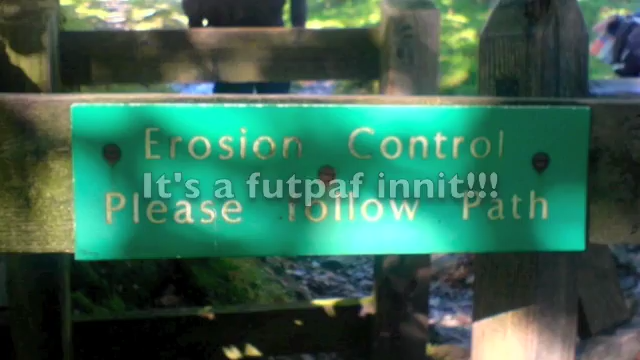 Erosion Control
It's a futpaf innit!!!
Please follow Path